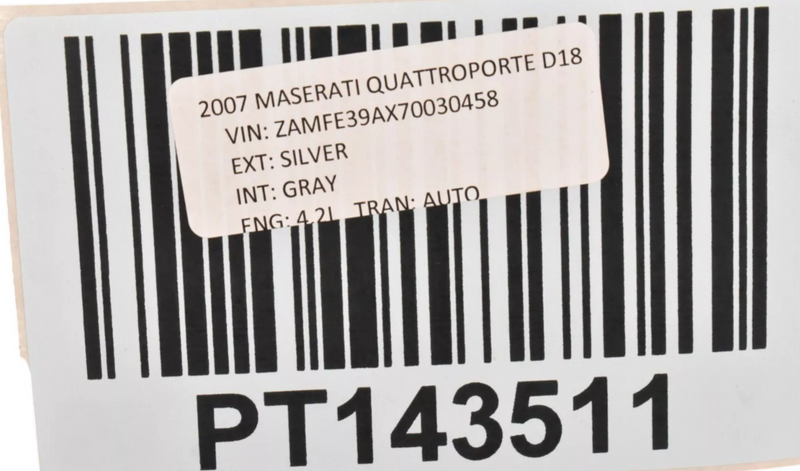 2007 MASERATI QUATTROPORTE D18
VIN: ZAMFE39AX70030458
EXT: SILVER
INT: GRAY
ENG: 4.2L TRAN: AUTO
PT143511